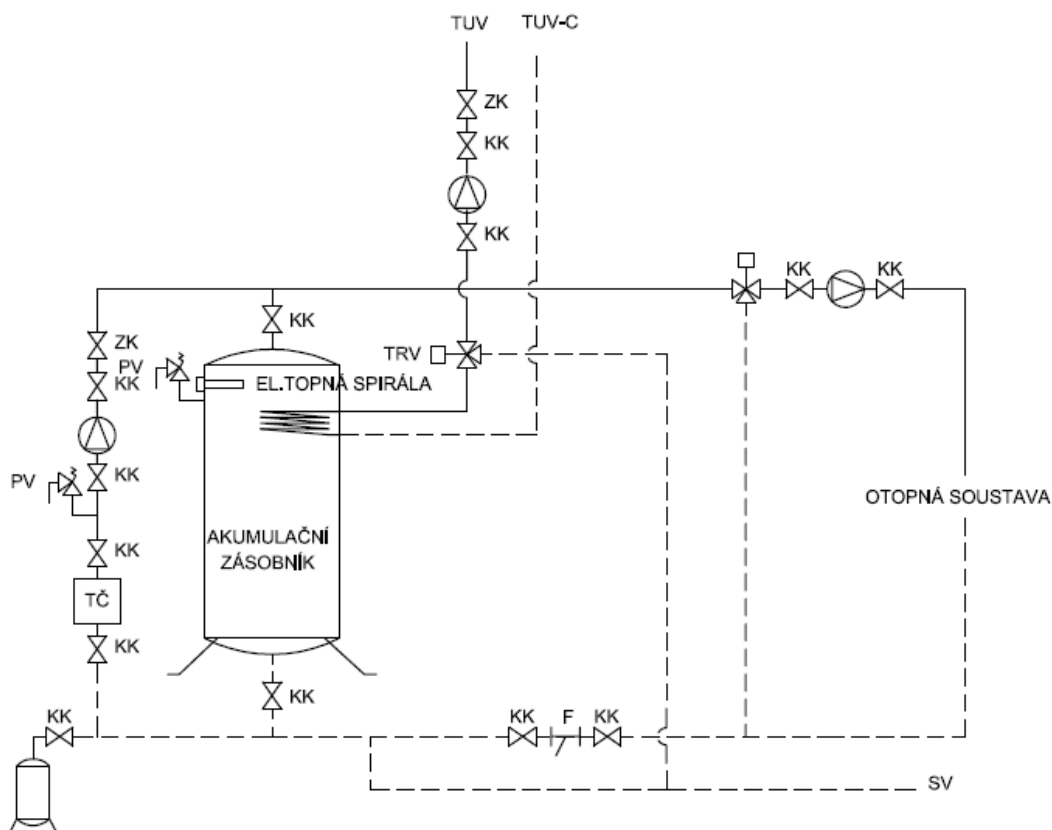 TUV
TUV-C
ZK
KK
KK
KK
KK
KK
ZK
PV
KK
TRV
EL.TOPNÁ SPIRÁLA
PV
KK
OTOPNÁ SOUSTAVA
AKUMULAČNÍ
ZÁSOBNÍK
KK
TČ
KK
KK
KK
KK
F
KK
SV